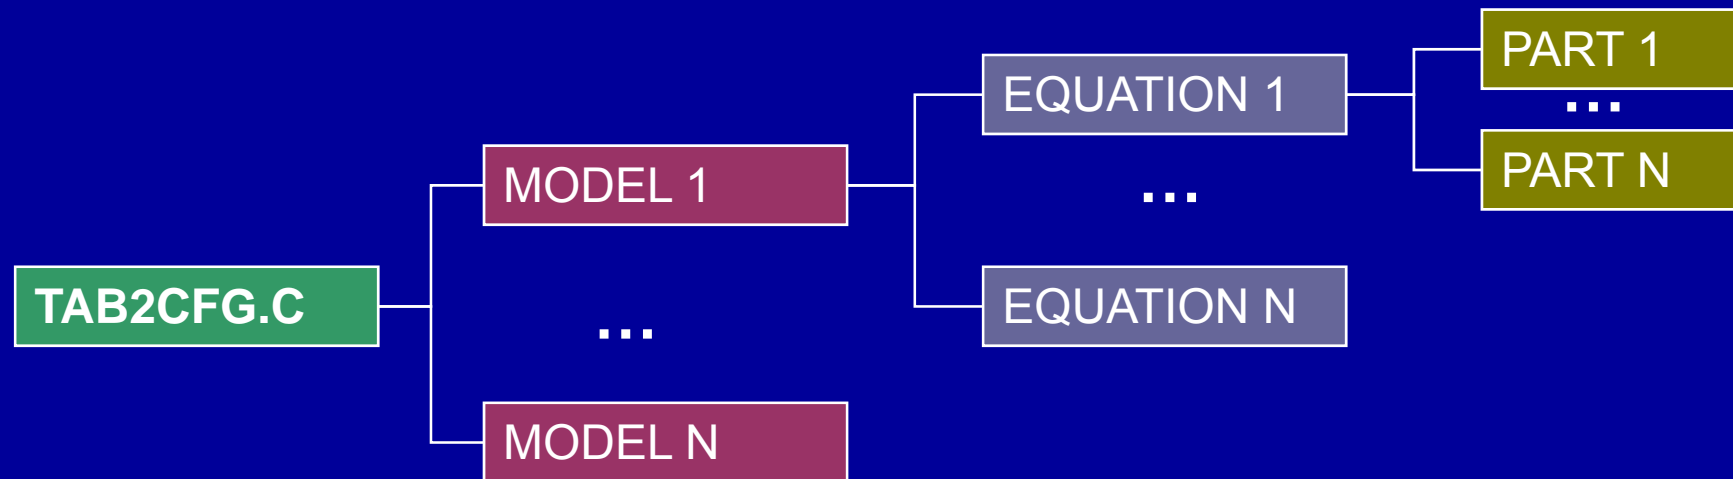 TAB2CFG.C
MODEL 1
...
MODEL N
EQUATION 1
...
EQUATION N
PART 1
...
PART N